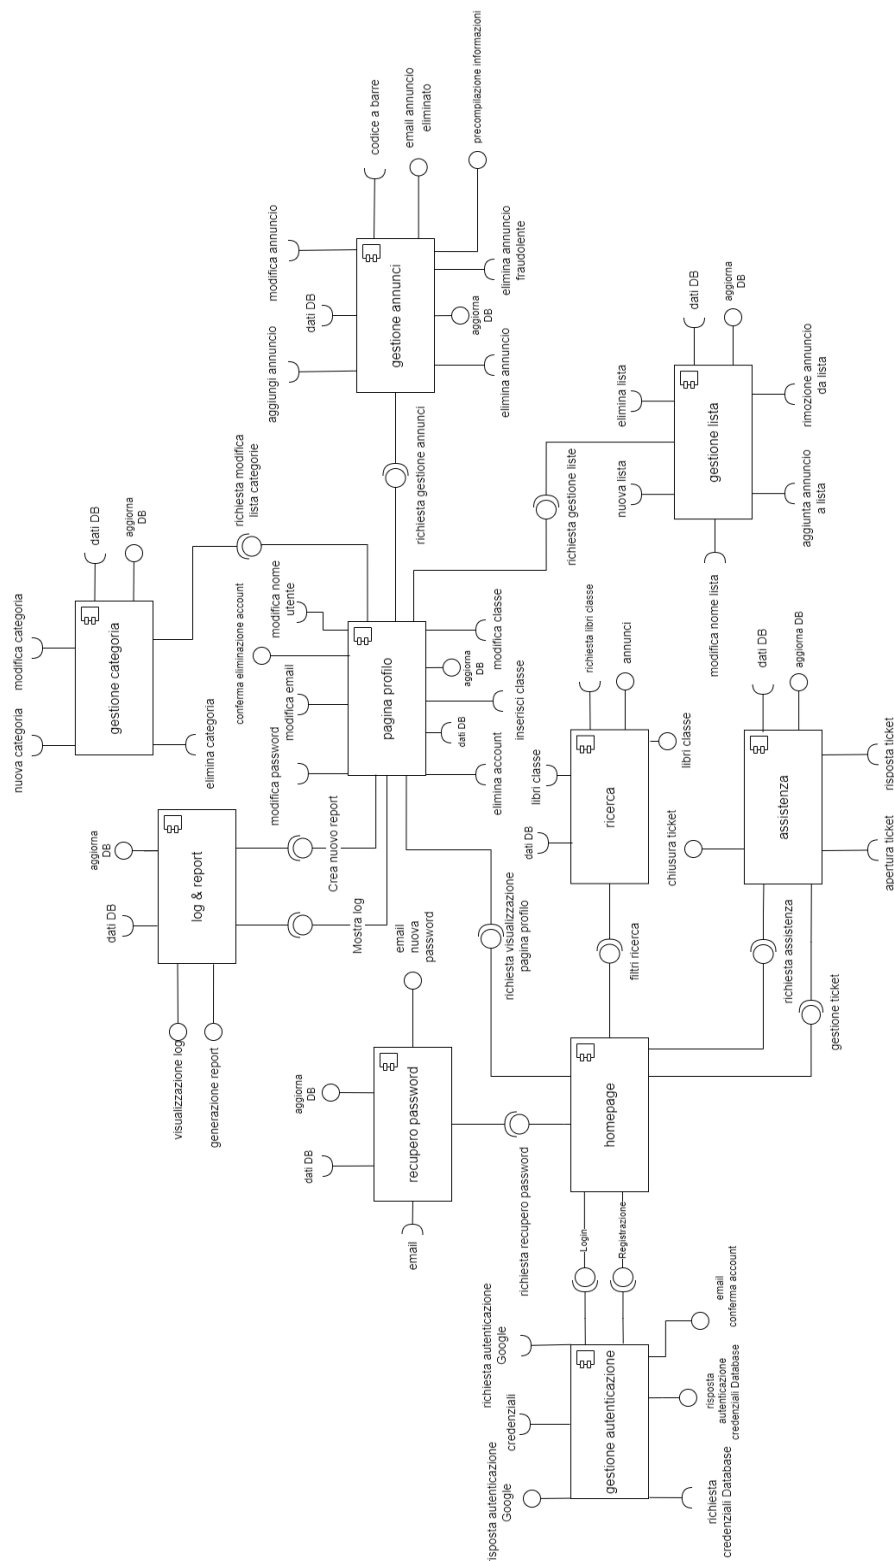 risposta autenticazione
Google
credenziali
richiesta autenticazione
Google
gestione autenticazione
richiesta
credenziali Database
risposta
autenticazione
credenziali Database
email
conferma account
Login
Registrazione
homepage
richiesta recupero password
email
recupero password
dati DB
aggiorna
DB
email
nuova
password
richiesta visualizzazione
pagina profilo
filtri ricerca
richiesta assistenza
gestione ticket
visualizzazione log
generazione report
log & report
dati DB
aggiorna
DB
Mostra log
Crea nuovo report
ricerca
dati DB
libri classe
richiesta libri classe
annunci
libri classe
assistenza
chiusura ticket
dati DB
aggiorna DB
apertura ticket
risposta ticket
pagina profilo
modifica password
modifica email
conferma eliminazione account
modifica nome
utente
elimina account
dati DB
inserisci classe
aggiorna
DB
modifica classe
gestione categoria
nuova categoria
modifica categoria
elimina categoria
dati DB
aggiorna
DB
richiesta modifica
lista categorie
richiesta gestione annunci
richiesta gestione liste
gestione annunci
aggiungi annuncio
dati DB
modifica annuncio
codice a barre
email annuncio
eliminato
precompilazione informazioni
elimina annuncio
aggiorna
DB
elimina annuncio
fraudolente
gestione lista
modifica nome lista
nuova lista
elimina lista
dati DB
aggiorna
DB
aggiunta annuncio
a lista
rimozione annuncio
da lista